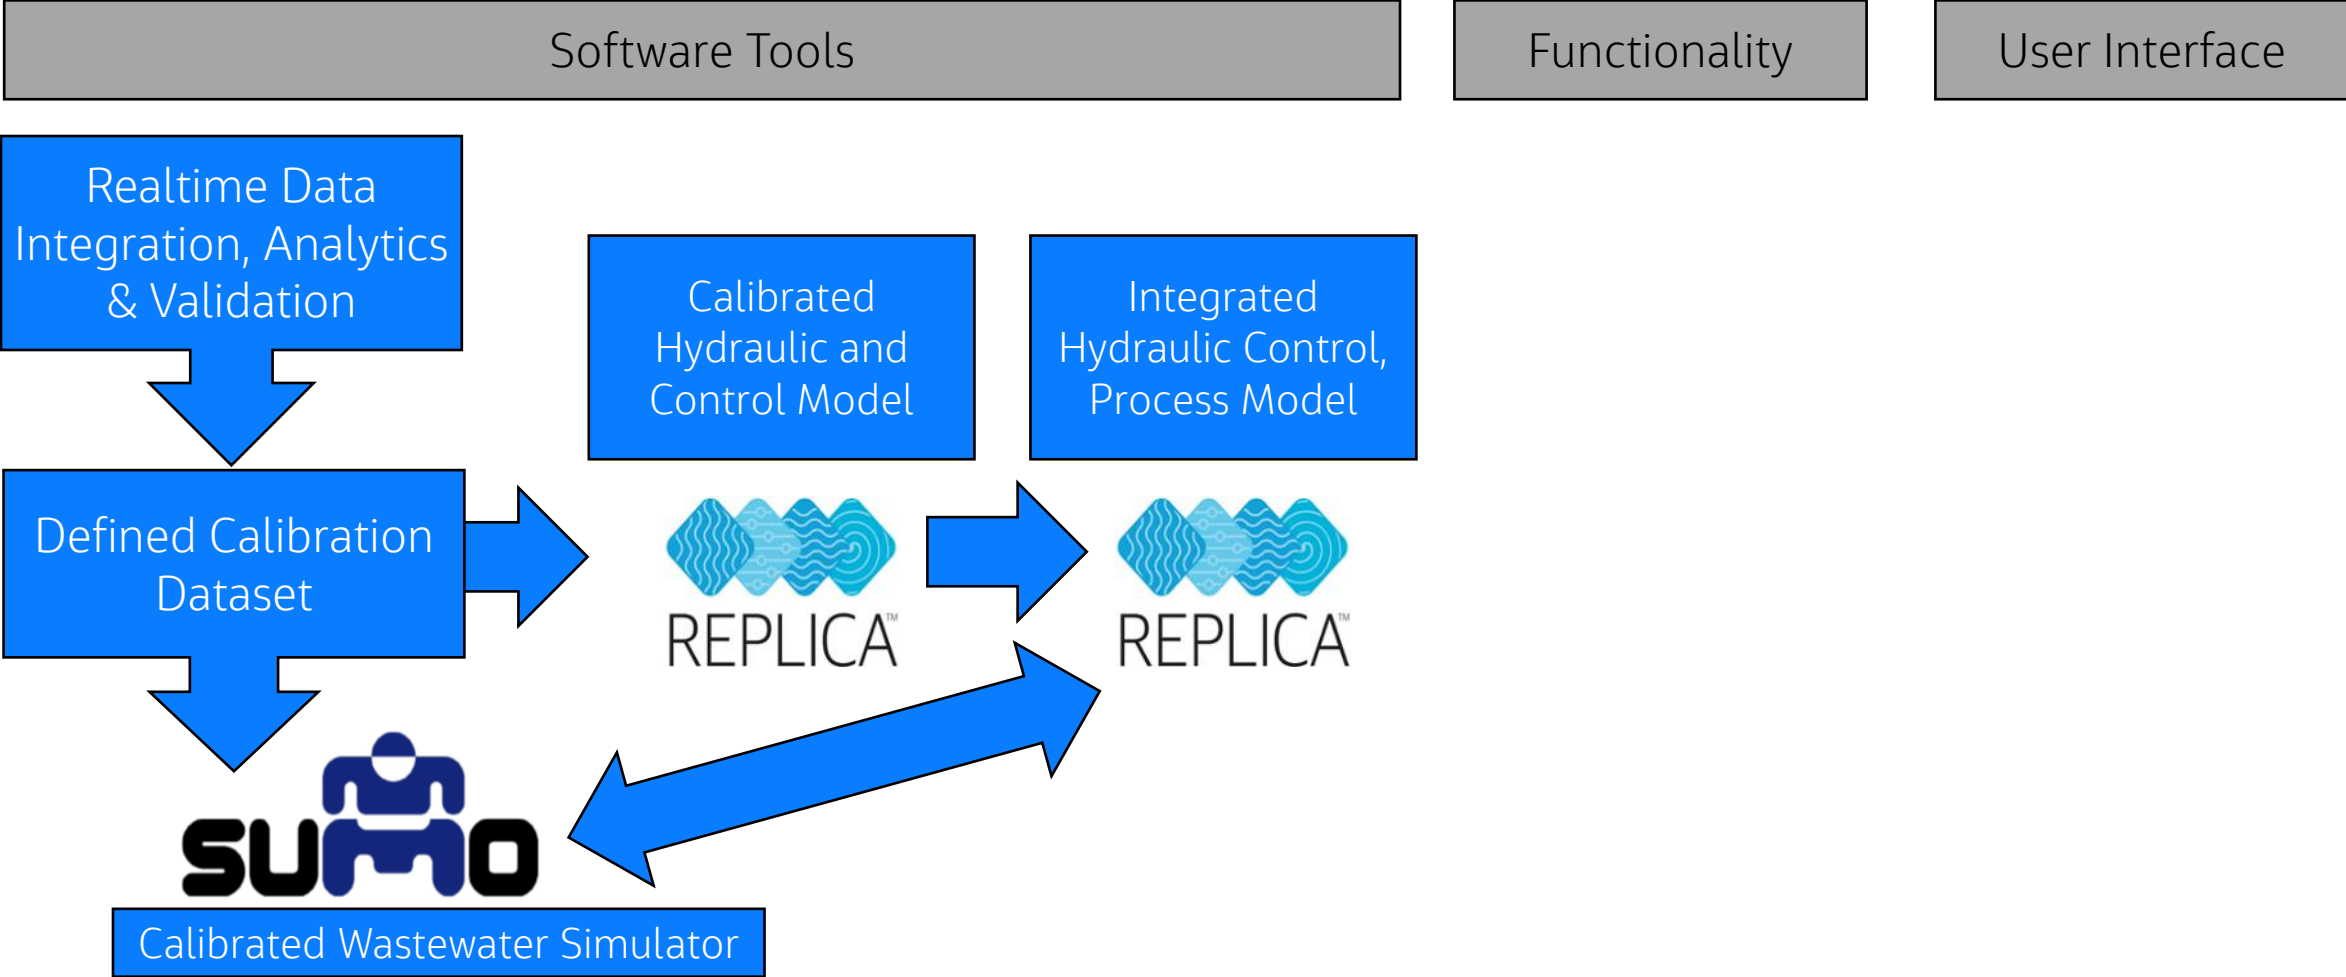 Software Tools
Functionality
User Interface
Realtime Data
Integration, Analytics
& Validation
Calibrated
Hydraulic and
Control Model
Integrated
Hydraulic Control,
Process Model
Defined Calibration
Dataset
REPLICA™
REPLICA™
sumo
Calibrated Wastewater Simulator